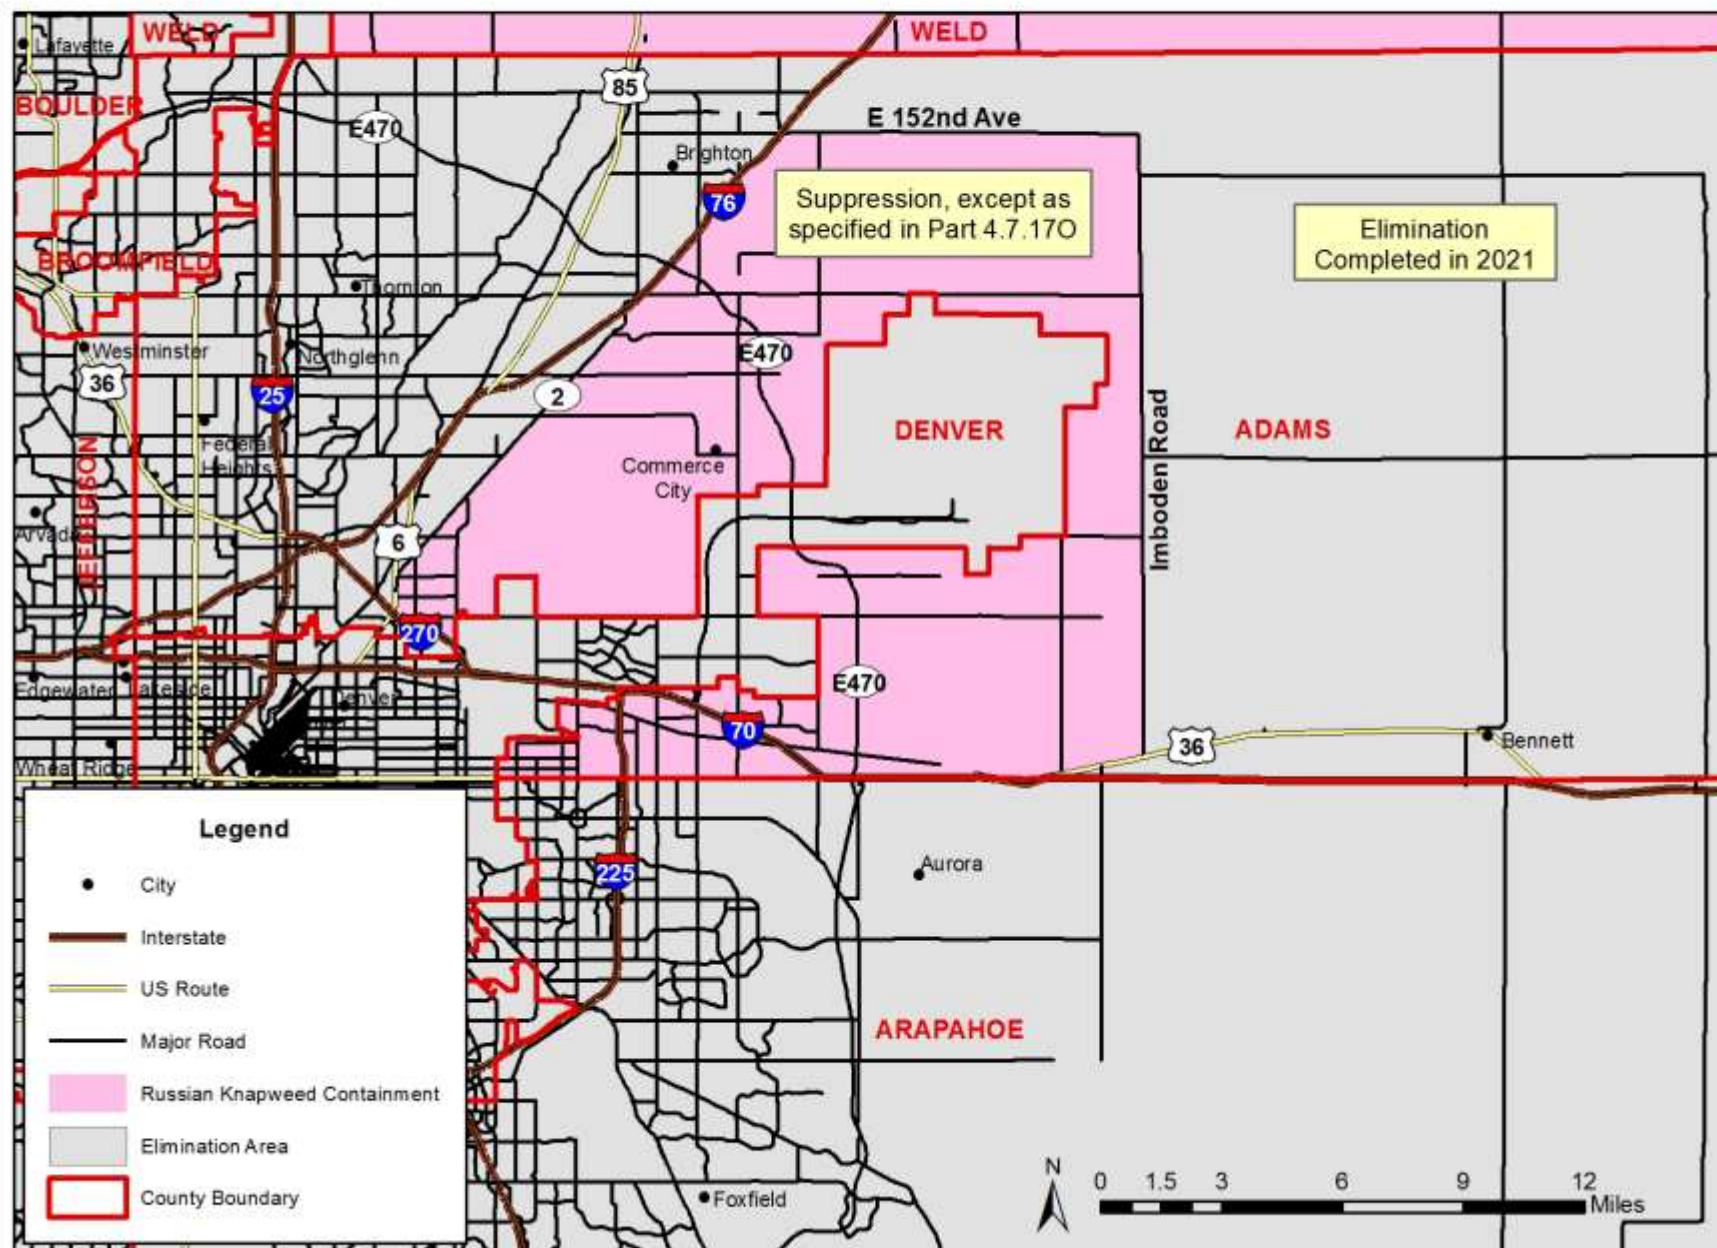 WELD
WELD
Lafayette
85
BOULDER
E470
E 152nd Ave
Brighton
76
Suppression, except as
specified in Part 4.7.17O
Elimination
Completed in 2021
BROOMFIELD
Thornton
Westminster
Northglenn
E470
36
25
2
Imboden Road
DENVER
ADAMS
JEFFERSON
Federal
Heights
Commerce
City
Arvada
6
270
Edgewater
Lakeside
Denver
E470
70
36
Bennett
Wheat Ridge
Legend
City
Interstate
US Route
Major Road
Russian Knapweed Containment
Elimination Area
County Boundary
225
Aurora
ARAPAHOE
Foxfield
N
0 1.5 3 6 9 12
Miles